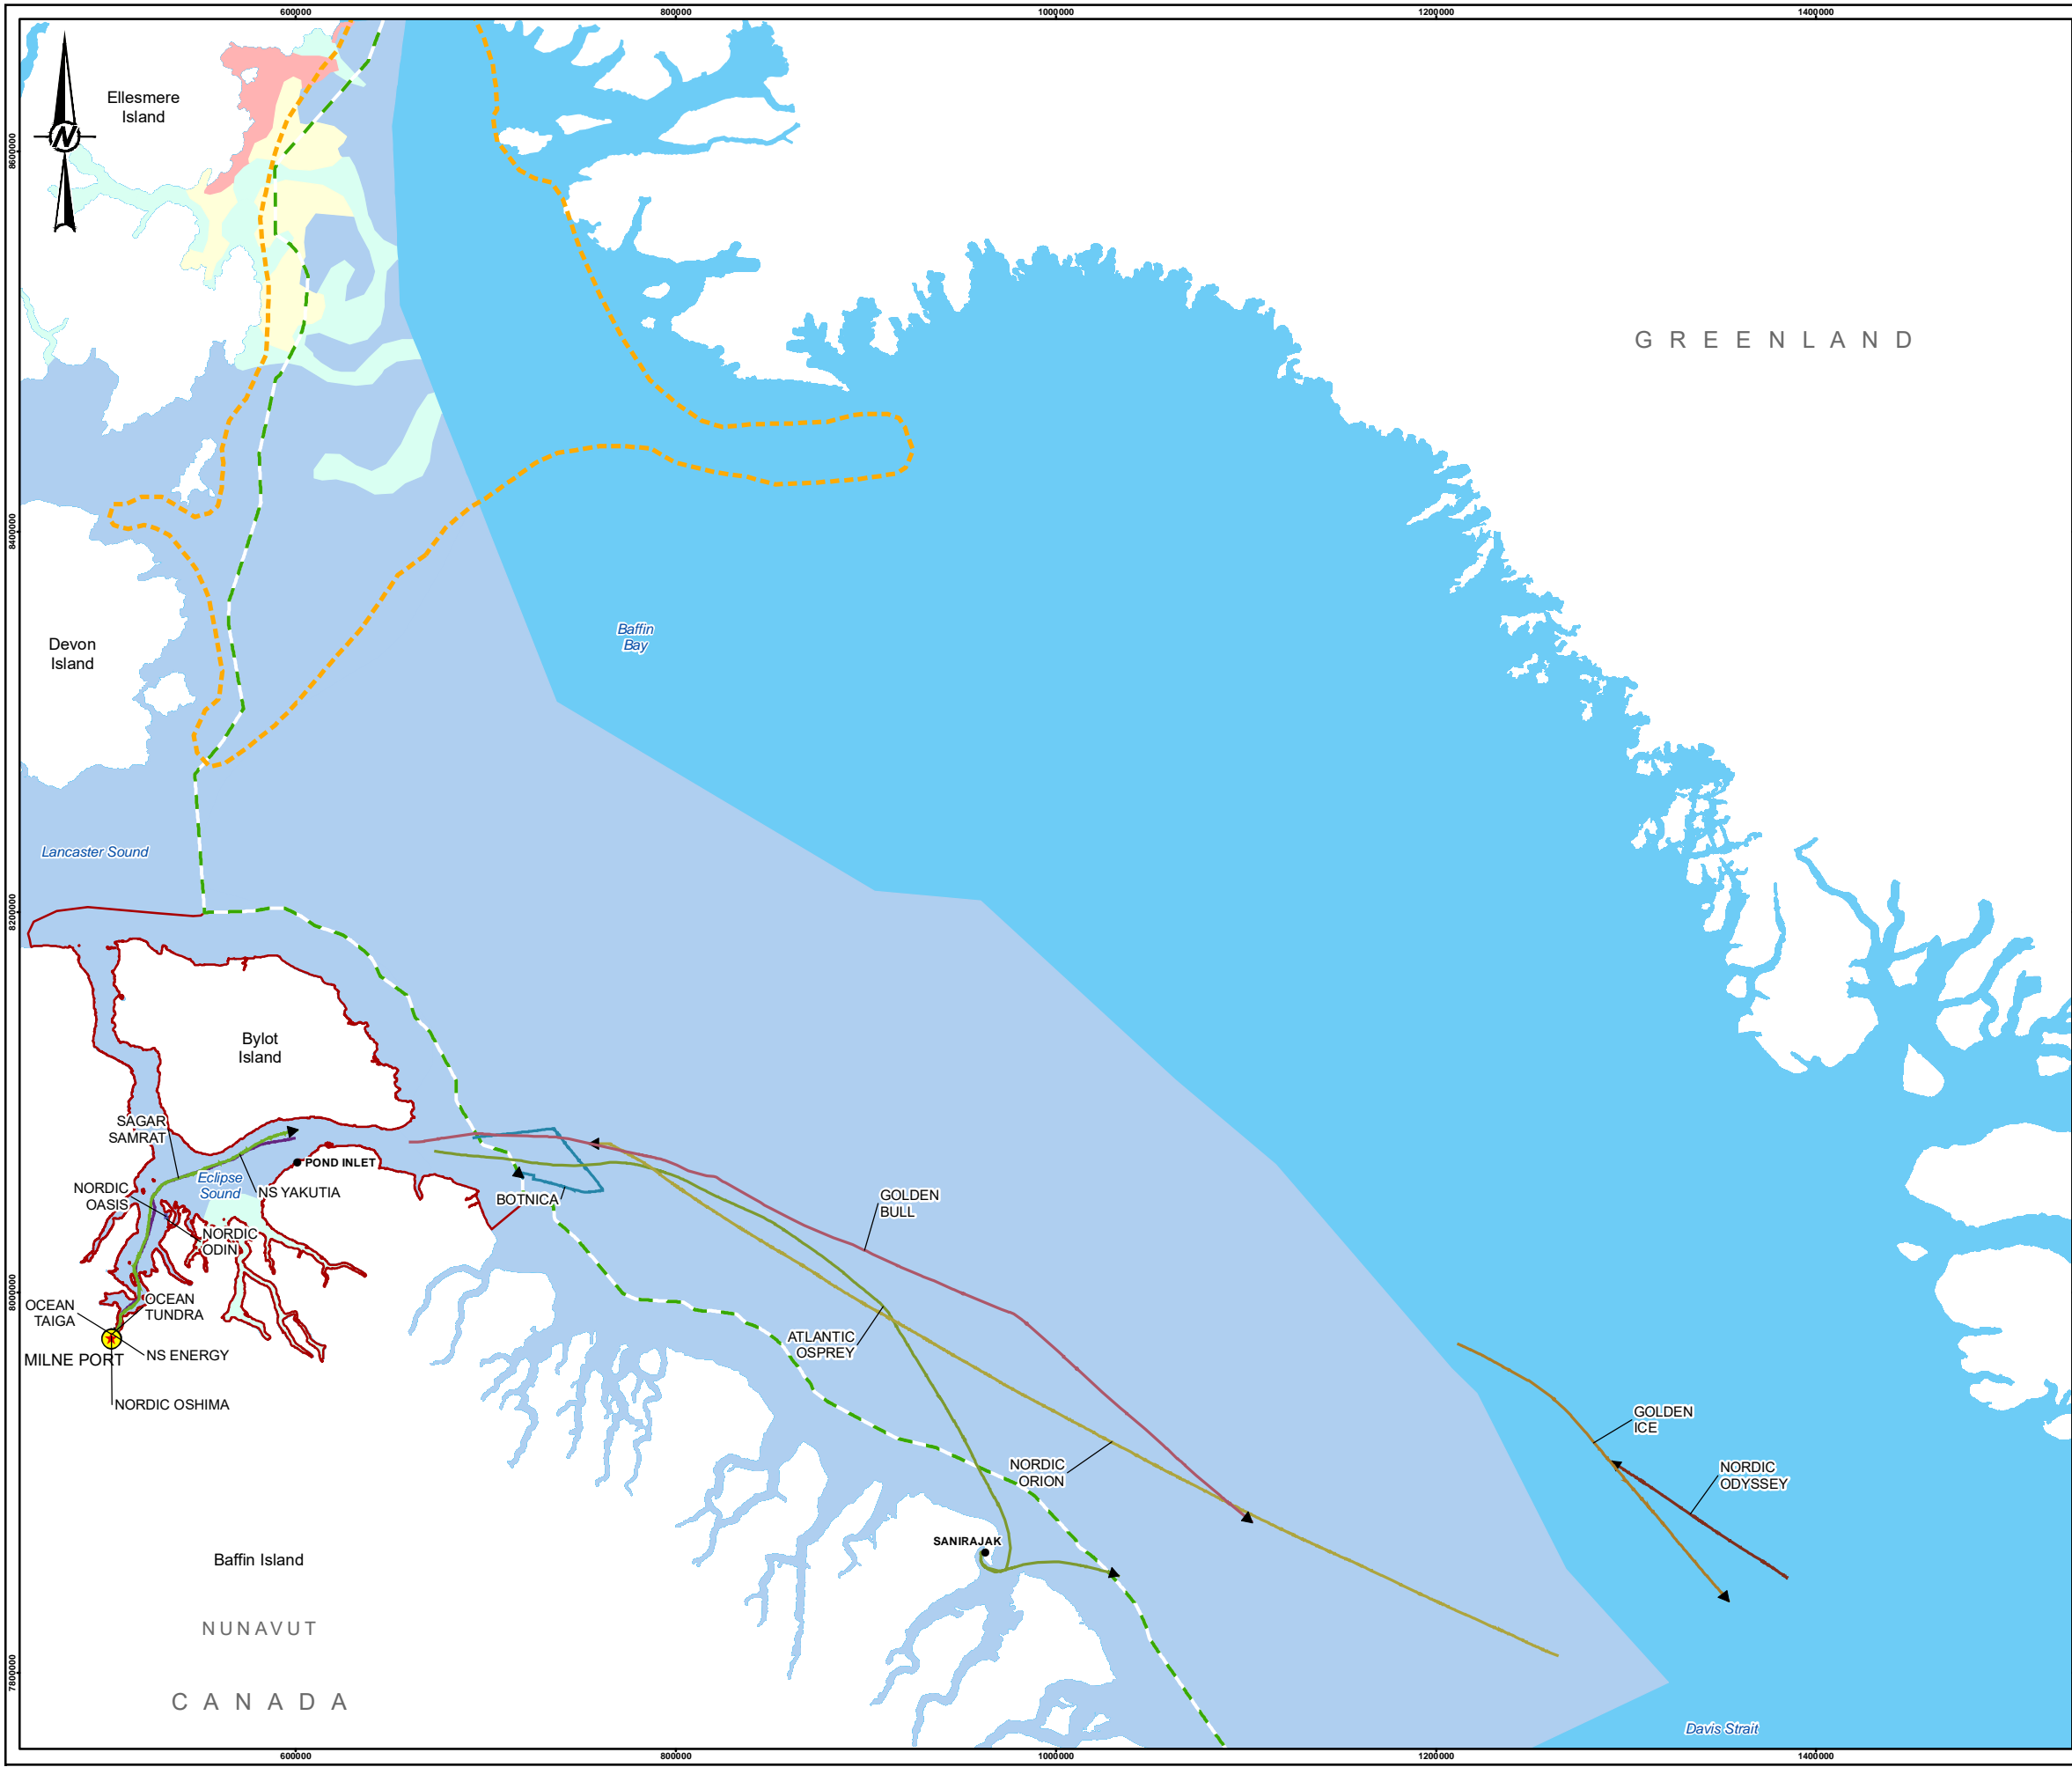 600000
800000
1000000
1200000
1400000
N
Ellesmere
Island
8600000
GREENLAND
8400000
Baffin
Bay
Devon
Island
Lancaster Sound
8200000
Bylot
Island
SAGAR
SAMRAT
POND INLET
Eclipse
Sound
NS YAKUTIA
NORDIC
OASIS
BOTNICA
GOLDEN
BULL
NORDIC
ODIN
8000000
OCEAN
TAIGA
OCEAN
TUNDRA
MILNE PORT
NS ENERGY
ATLANTIC
OSPREY
NORDIC OSHIMA
GOLDEN
ICE
NORDIC
ORION
NORDIC
ODYSSEY
SANIRAJAK
Baffin Island
NUNAVUT
7800000
CANADA
Davis Strait
600000
800000
1000000
1200000
1400000